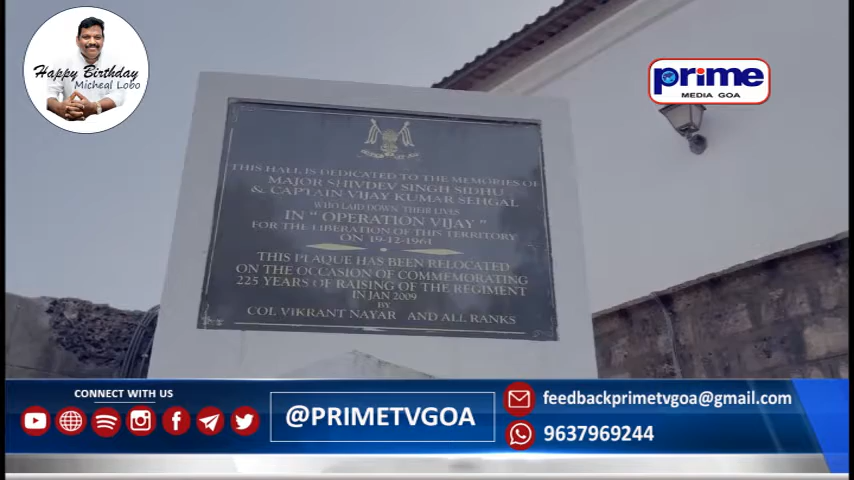 Happy Birthday
Micheal Lobo
prime
MEDIA GOA
THIS HALL IS DEDICATED TO THE MEMORIES OF
MAJOR SHIVDEV SINGH SIDHU
& CAPTAIN VIJAY KUMAR SEHGAL
WHO LAID DOWN THEIR LIVES
IN " OPERATION VIJAY "
FOR THE LIBERATION OF THIS TERRITORY
ON 19-12-1961
THIS PLAQUE HAS BEEN RELOCATED
ON THE OCCASION OF COMMEMORATING
225 YEARS OF RAISING OF THE REGIMENT
IN JAN 2009
BY
COL VIKRANT NAYAR AND ALL RANKS
CONNECT WITH US
@PRIMETVGOA
feedbackprimetvgoa@gmail.com
9637969244